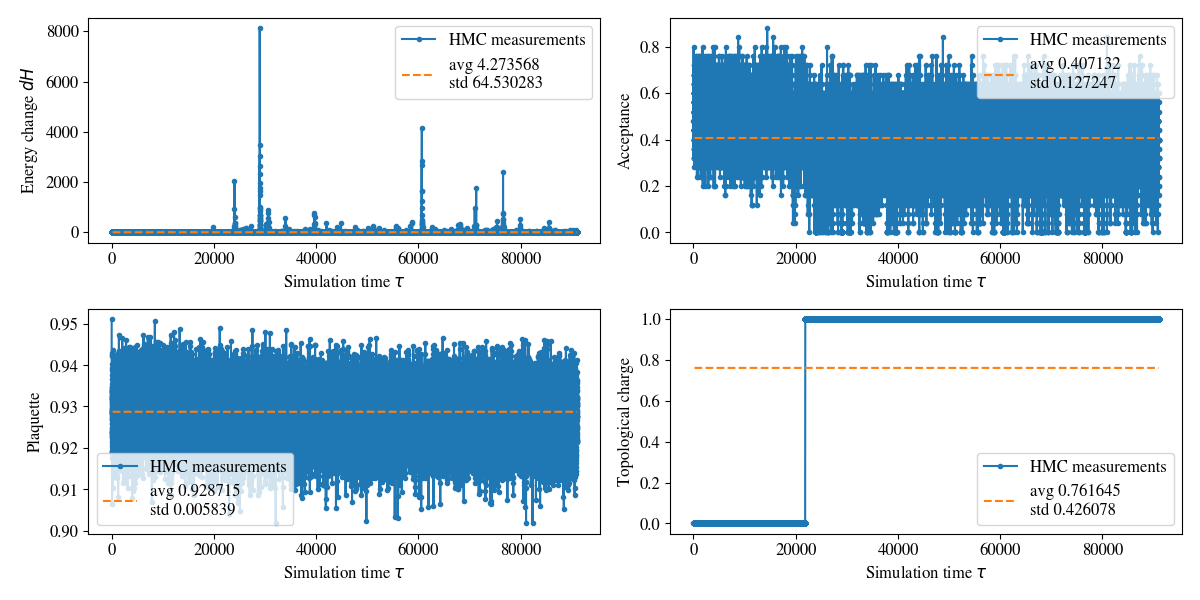 8000
6000
4000
2000
0
Energy change dH
HMC measurements
avg 4.273568
std 64.530283
0 20000 40000 60000 80000
Simulation time τ
0.8
0.6
0.4
0.2
0.0
Acceptance
HMC measurements
avg 0.407132
std 0.127247
0 20000 40000 60000 80000
Simulation time τ
0.95
0.94
0.93
0.92
0.91
0.90
Plaquette
HMC measurements
avg 0.928715
std 0.005839
0 20000 40000 60000 80000
Simulation time τ
1.0
0.8
0.6
0.4
0.2
0.0
Topological charge
HMC measurements
avg 0.761645
std 0.426078
0 20000 40000 60000 80000
Simulation time τ